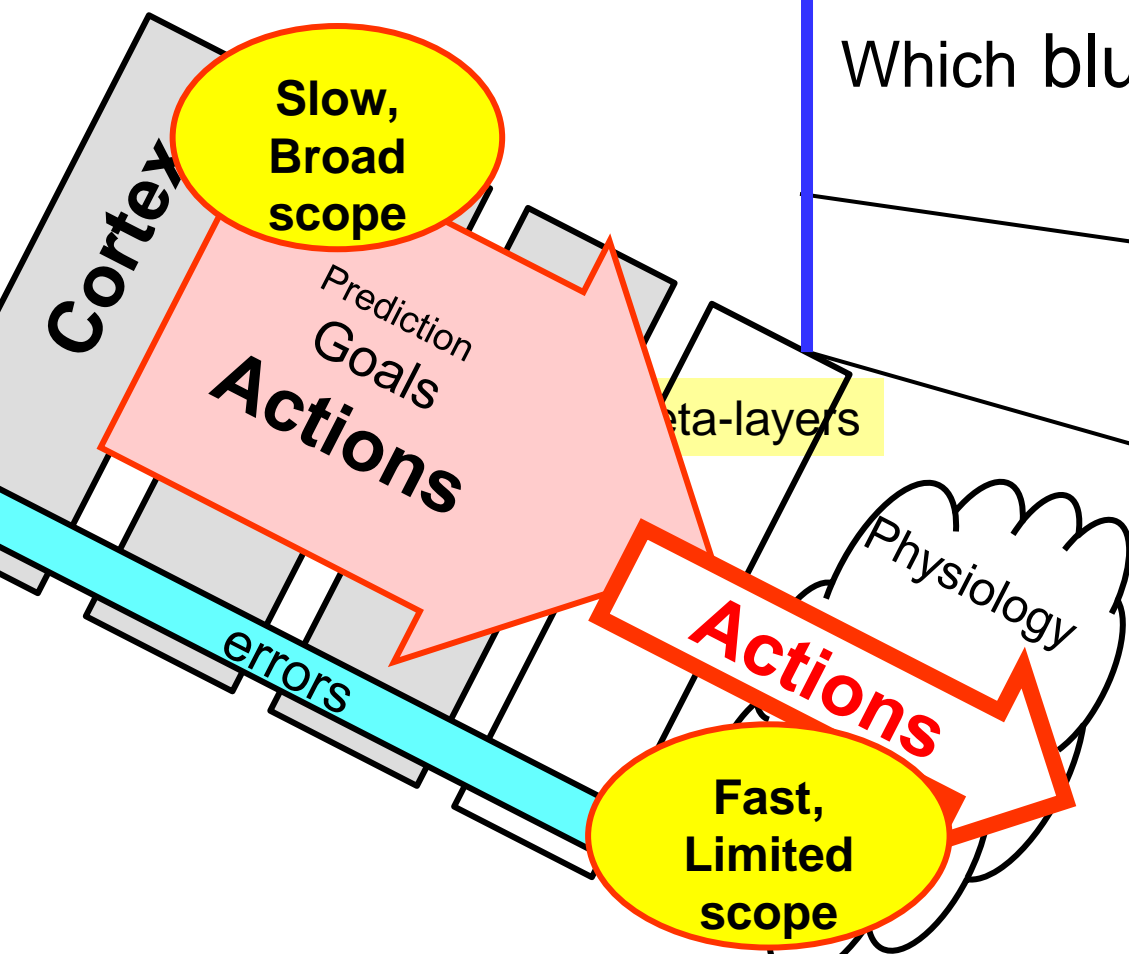 Which blu
Slow,
Broad
scope
Cortex
Prediction
Goals
Actions
eta-layers
Physiology
Actions
errors
Fast,
Limited
scope